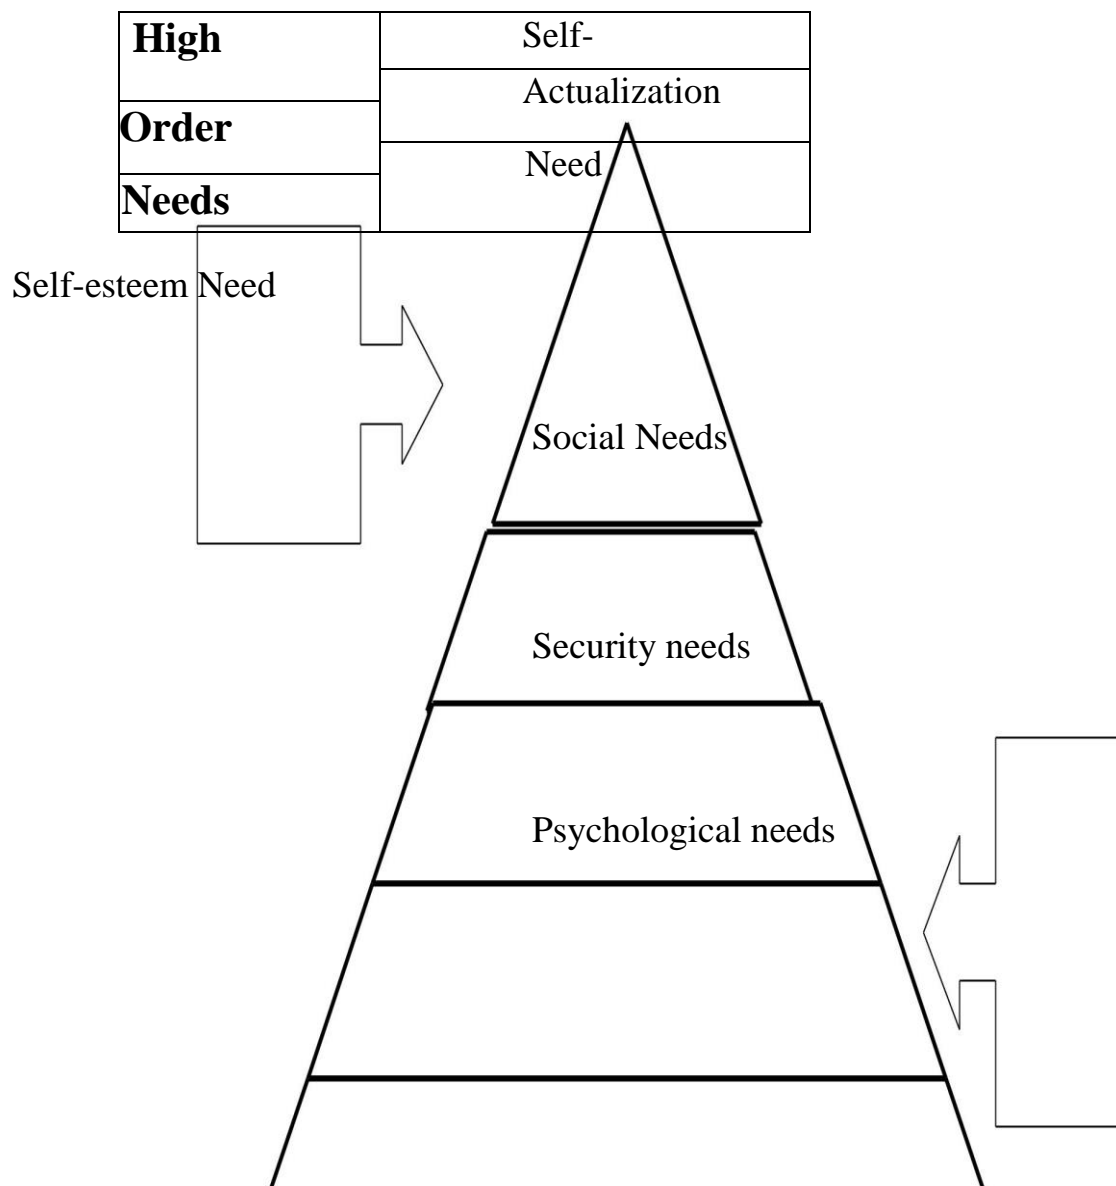 High
Order
Needs
Self-
Actualization
Need
Self-esteem Need
Social Needs
Security needs
Psychological needs